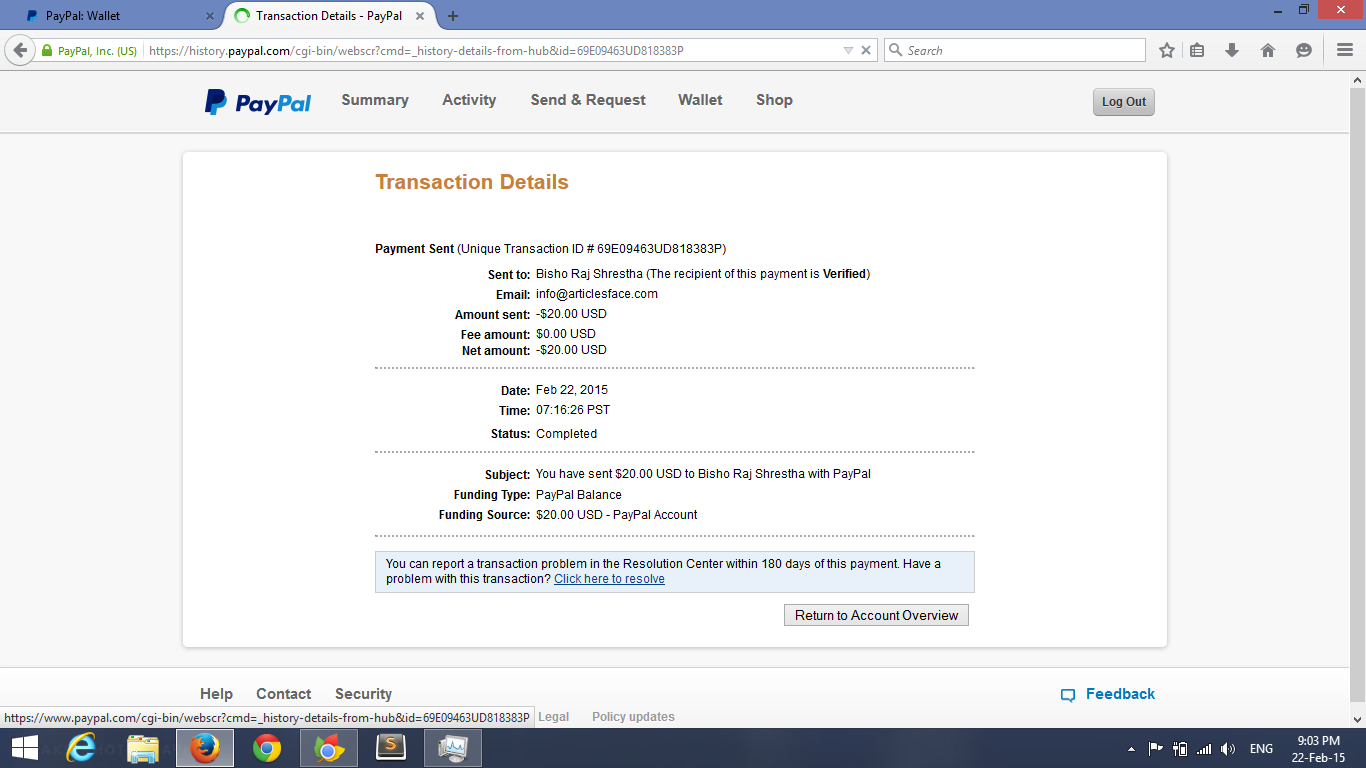 PayPal: Wallet
Transaction Details - PayPal
PayPal, Inc. (US)
https://history.paypal.com/cgi-bin/webscr?cmd=_history-details-from-hub&id=69E09463UD818383P
Search
PayPal
Summary
Activity
Send & Request
Wallet
Shop
Log Out
Transaction Details
Payment Sent (Unique Transaction ID # 69E09463UD818383P)
Sent to: Bisho Raj Shrestha (The recipient of this payment is Verified)
Email: info@articlesface.com
Amount sent: -$20.00 USD
Fee amount: $0.00 USD
Net amount: -$20.00 USD
Date: Feb 22, 2015
Time: 07:16:26 PST
Status: Completed
Subject: You have sent $20.00 USD to Bisho Raj Shrestha with PayPal
Funding Type: PayPal Balance
Funding Source: $20.00 USD - PayPal Account
You can report a transaction problem in the Resolution Center within 180 days of this payment. Have a
problem with this transaction? Click here to resolve
Return to Account Overview
Help
Contact
Security
Feedback
https://www.paypal.com/cgi-bin/webscr?cmd=_history-details-from-hub&id=69E09463UD818383P
Legal
Policy updates
ENG
9:03 PM
22-Feb-15